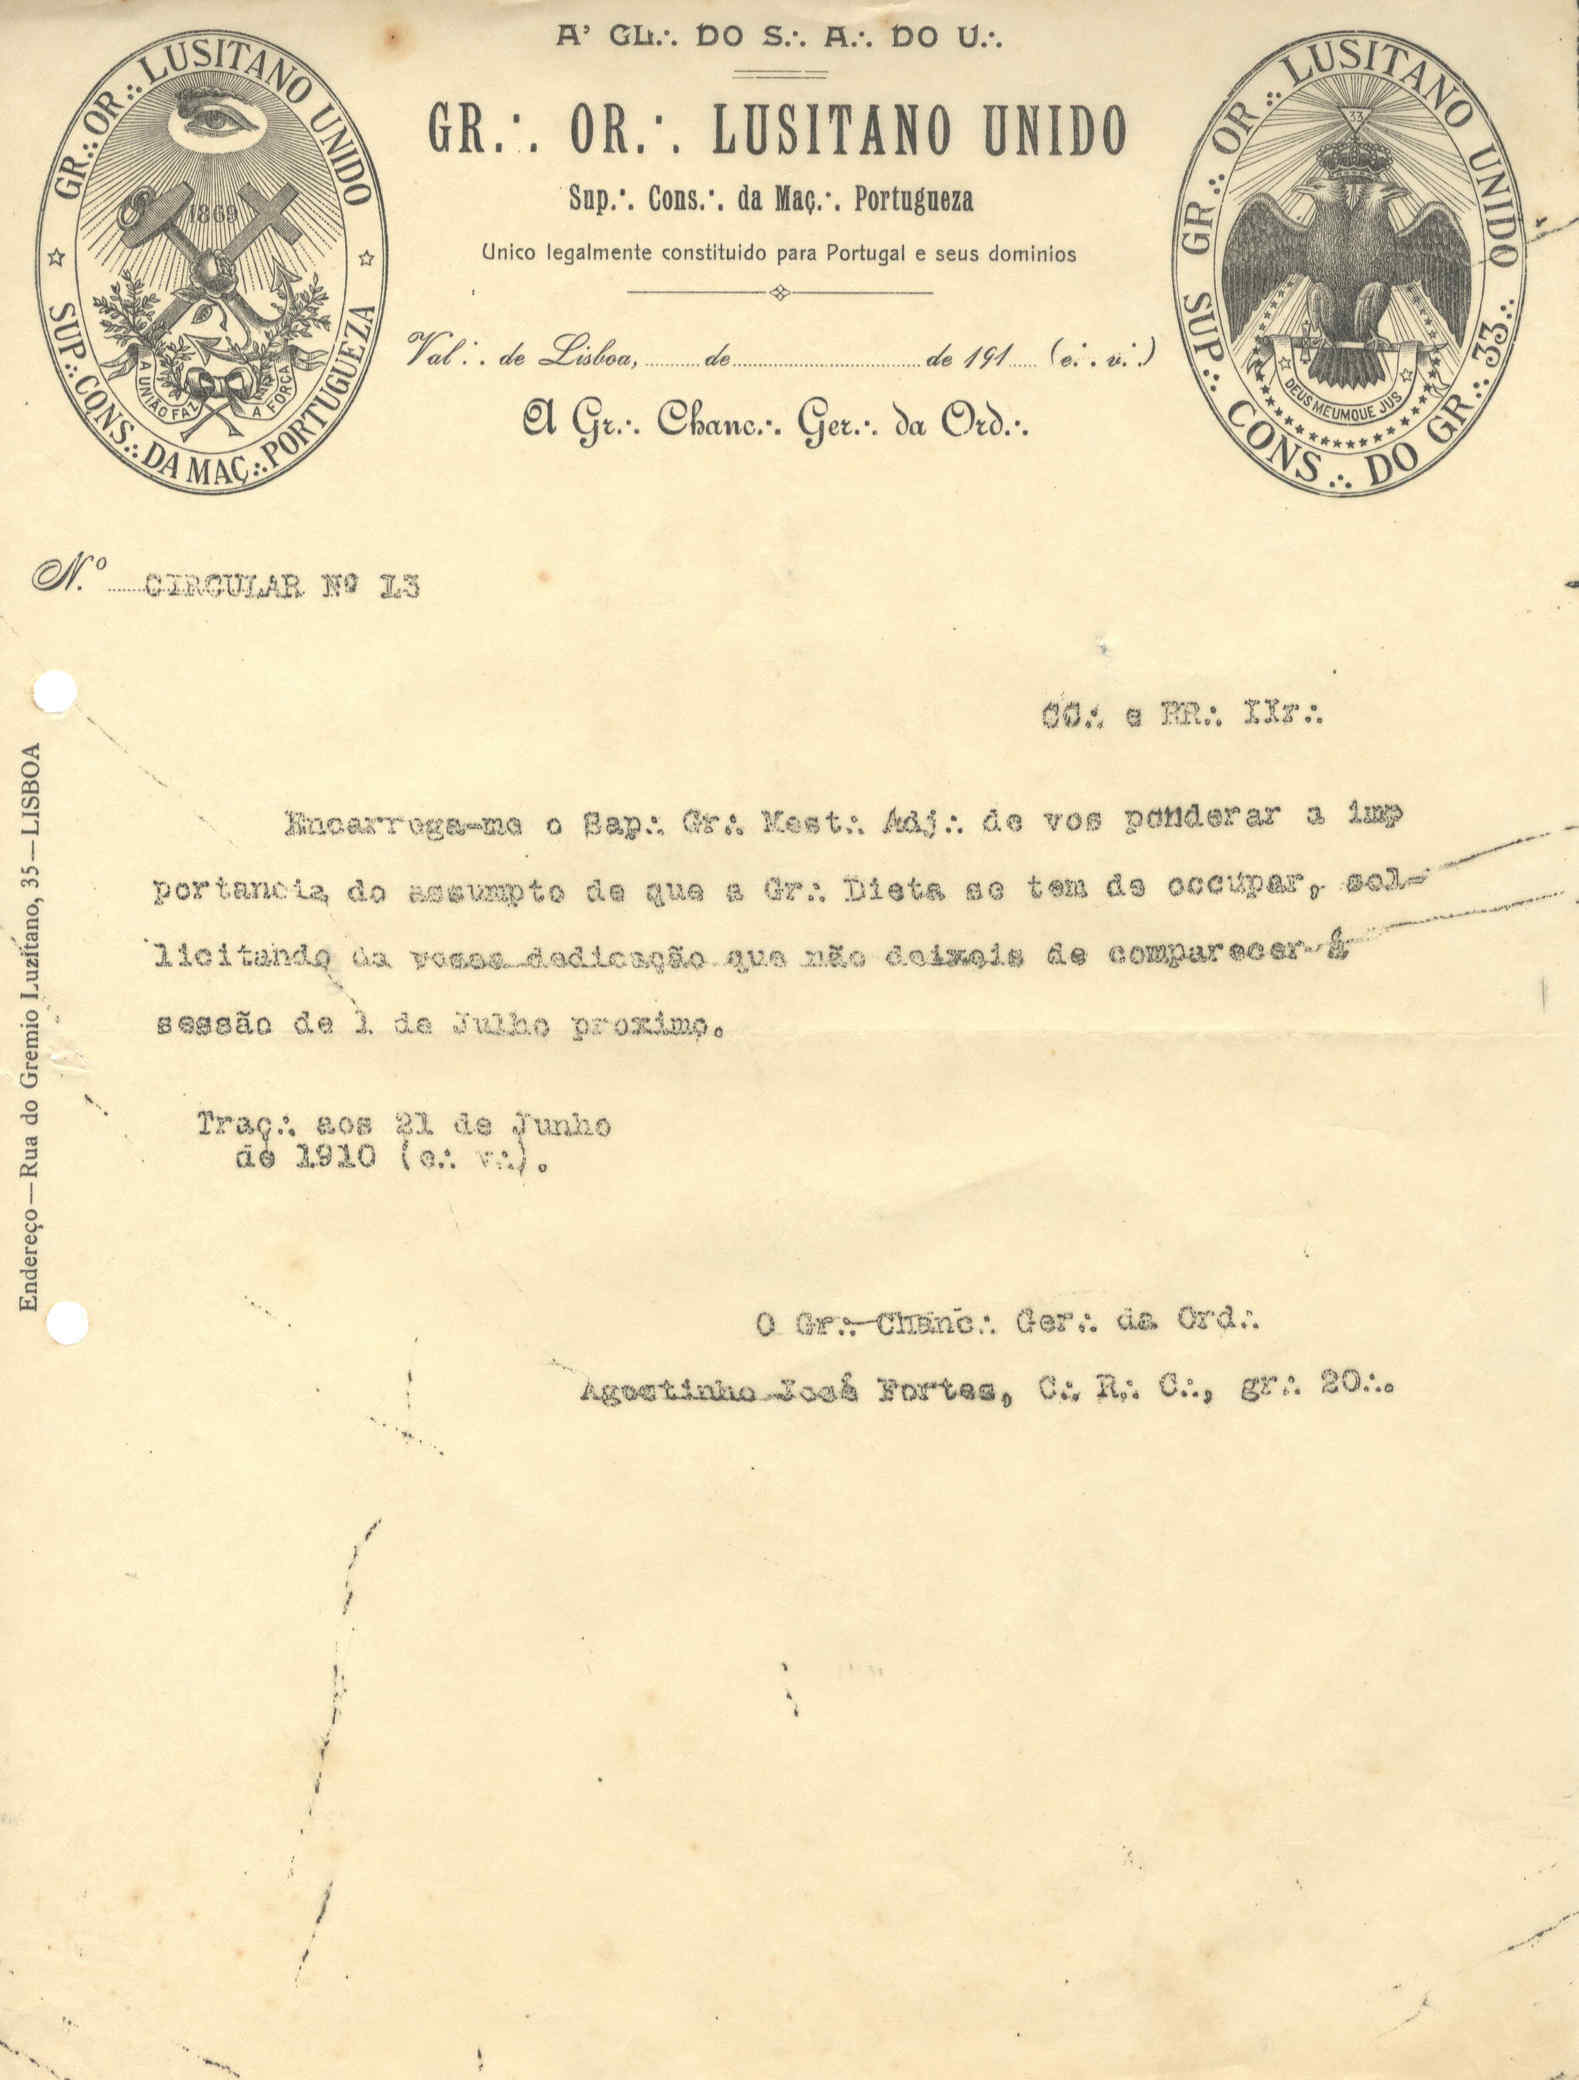 A' GL∴ DO S∴ A∴ DO U∴
GR∴ OR∴ LUSITANO UNIDO
Sup∴ Cons∴ da Maç∴ Portugueza
Unico legalmente constituido para Portugal e seus dominios
Val∴ de Lisboa, ........ de ........................ de 191.... (e∴ v∴)
A Gr∴ Chanc∴ Ger∴ da Ord∴
GR∴ OR∴ LUSITANO UNIDO
SUP∴ CONS∴ DA MAÇ∴ PORTUGUEZA
1869
A UNIÃO FAZ A FORÇA
GR∴ OR∴ LUSITANO UNIDO
SUP∴ CONS∴ DO GR∴ 33∴
33
DEUS MEUMQUE JUS
N.º CIRCULAR Nº 13
CC∴ e RR∴ IIr∴
Encarrega-me o Sap∴ Gr∴ Mest∴ Adj∴ de vos ponderar a imp
portancia do assumpto de que a Gr∴ Dieta se tem de occupar, sol-
licitando da vossa dedicação que não deixeis de comparecer á
sessão de 1 de Julho proximo.
Traç∴ aos 21 de Junho
de 1910 (e∴ v∴).
O Gr∴ Chanc∴ Ger∴ da Ord∴
Agostinho José Fortes, C∴ R∴ C∴, gr∴ 20∴.
Endereço—Rua do Gremio Luzitano, 35—LISBOA